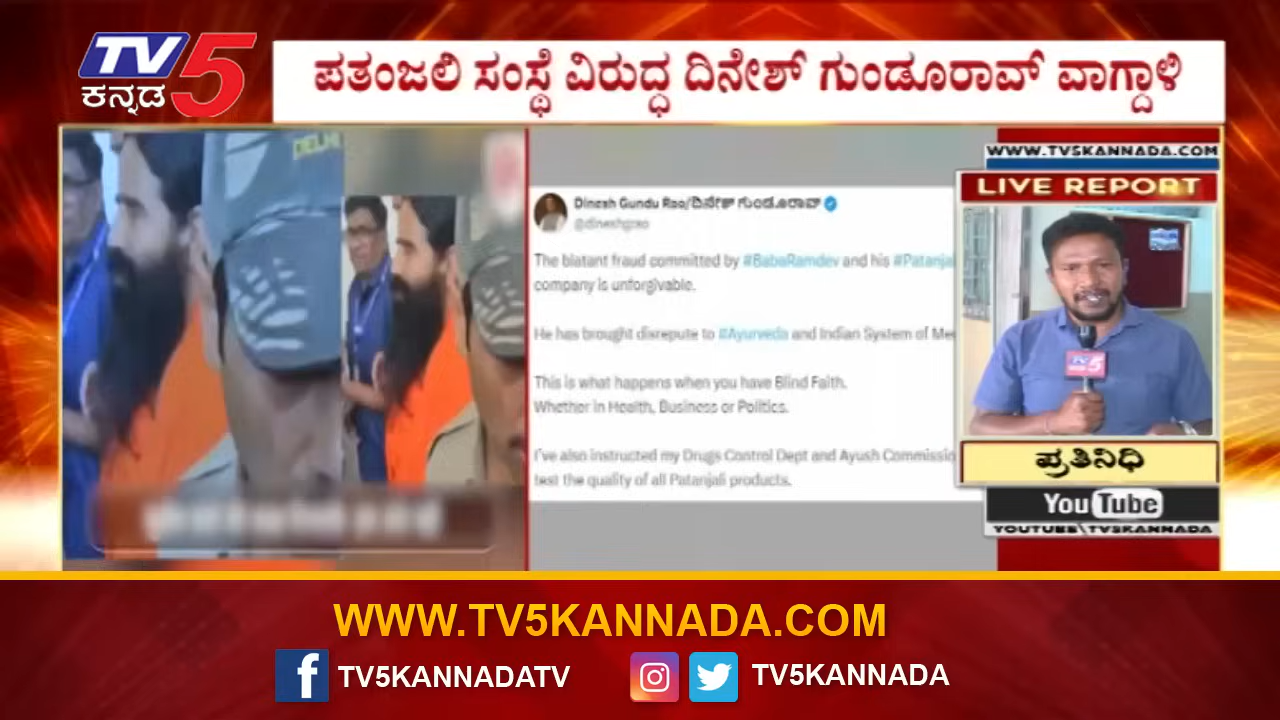 TV5
ಕನ್ನಡ
ಪತಂಜಲಿ ಸಂಸ್ಥೆ ವಿರುದ್ಧ ದಿನೇಶ್ ಗುಂಡೂರಾವ್ ವಾಗ್ದಾಳಿ
DELHI
Dinesh Gundu Rao/ದಿನೇಶ್ ಗುಂಡೂರಾವ್
@dineshgrao
The blatant fraud committed by #BabaRamdev and his #Patanjal
company is unforgivable.
He has brought disrepute to #Ayurveda and Indian System of Me
This is what happens when you have Blind Faith.
Whether in Health, Business or Politics.
I've also instructed my Drugs Control Dept and Ayush Commissio
test the quality of all Patanjali products.
WWW.TV5KANNADA.COM
LIVE REPORT
TV5
ಪ್ರತಿನಿಧಿ
YouTube
YOUTUBE\TV5KANNADA
WWW.TV5KANNADA.COM
TV5KANNADATV
TV5KANNADA